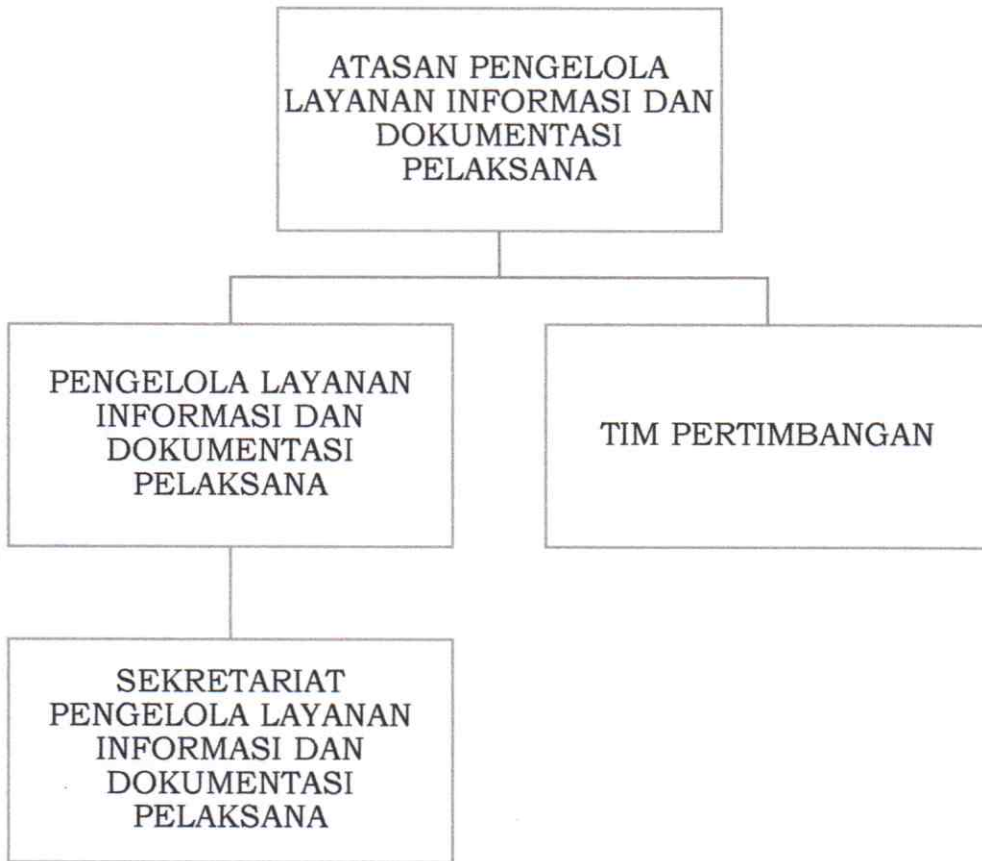 ATASAN PENGELOLA
LAYANAN INFORMASI DAN
DOKUMENTASI
PELAKSANA
PENGELOLA LAYANAN
INFORMASI DAN
DOKUMENTASI
PELAKSANA
TIM PERTIMBANGAN
SEKRETARIAT
PENGELOLA LAYANAN
INFORMASI DAN
DOKUMENTASI
PELAKSANA